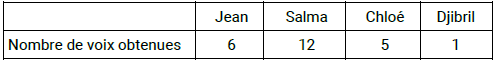 Jean Salma Chloé Djibril
Nombre de voix obtenues 6 12 5 1